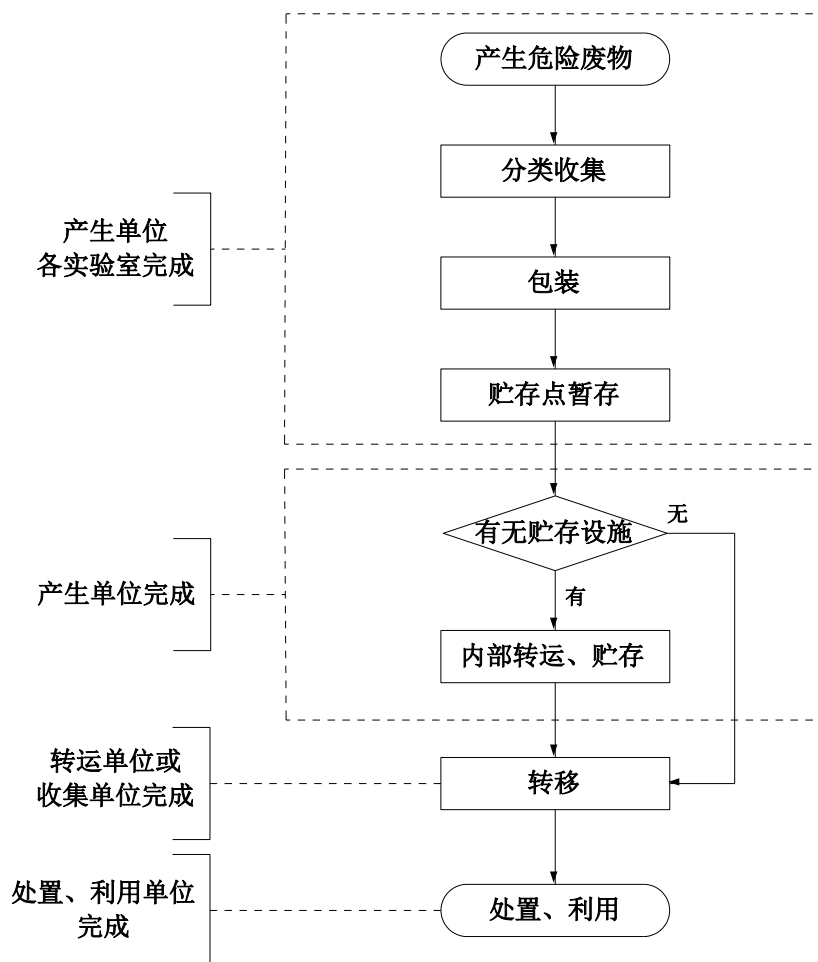 产生危险废物
分类收集
产生单位
各实验室完成
包装
贮存点暂存
有无贮存设施
无
有
产生单位完成
内部转运、贮存
转运单位或
收集单位完成
转移
处置、利用单位
完成
处置、利用